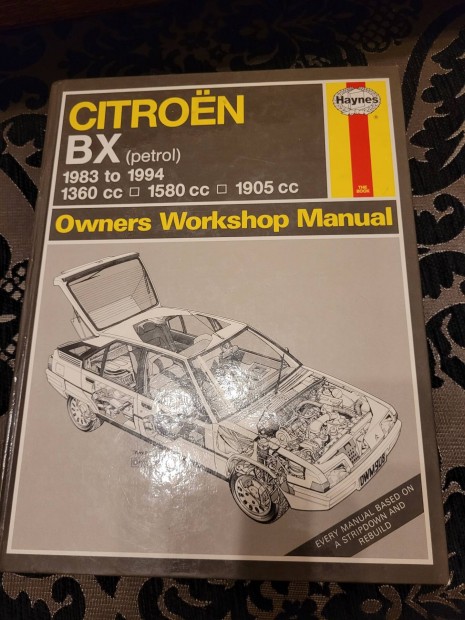 CITROËN
Haynes
BX (petrol)
1983 to 1994
1360 cc □ 1580 cc □ 1905 cc
THE BOOK
Owners Workshop Manual
EVERY MANUAL BASED ON
A STRIPDOWN AND
REBUILD